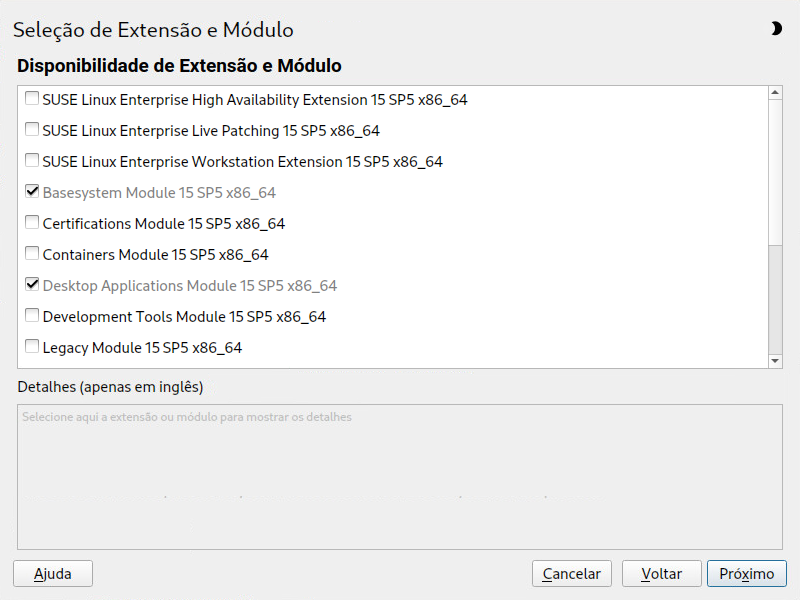 Seleção de Extensão e Módulo
Disponibilidade de Extensão e Módulo
SUSE Linux Enterprise High Availability Extension 15 SP5 x86_64
SUSE Linux Enterprise Live Patching 15 SP5 x86_64
SUSE Linux Enterprise Workstation Extension 15 SP5 x86_64
Basesystem Module 15 SP5 x86_64
Certifications Module 15 SP5 x86_64
Containers Module 15 SP5 x86_64
Desktop Applications Module 15 SP5 x86_64
Development Tools Module 15 SP5 x86_64
Legacy Module 15 SP5 x86_64
Detalhes (apenas em inglês)
Selecione aqui a extensão ou módulo para mostrar os detalhes
Ajuda Cancelar Voltar Próximo